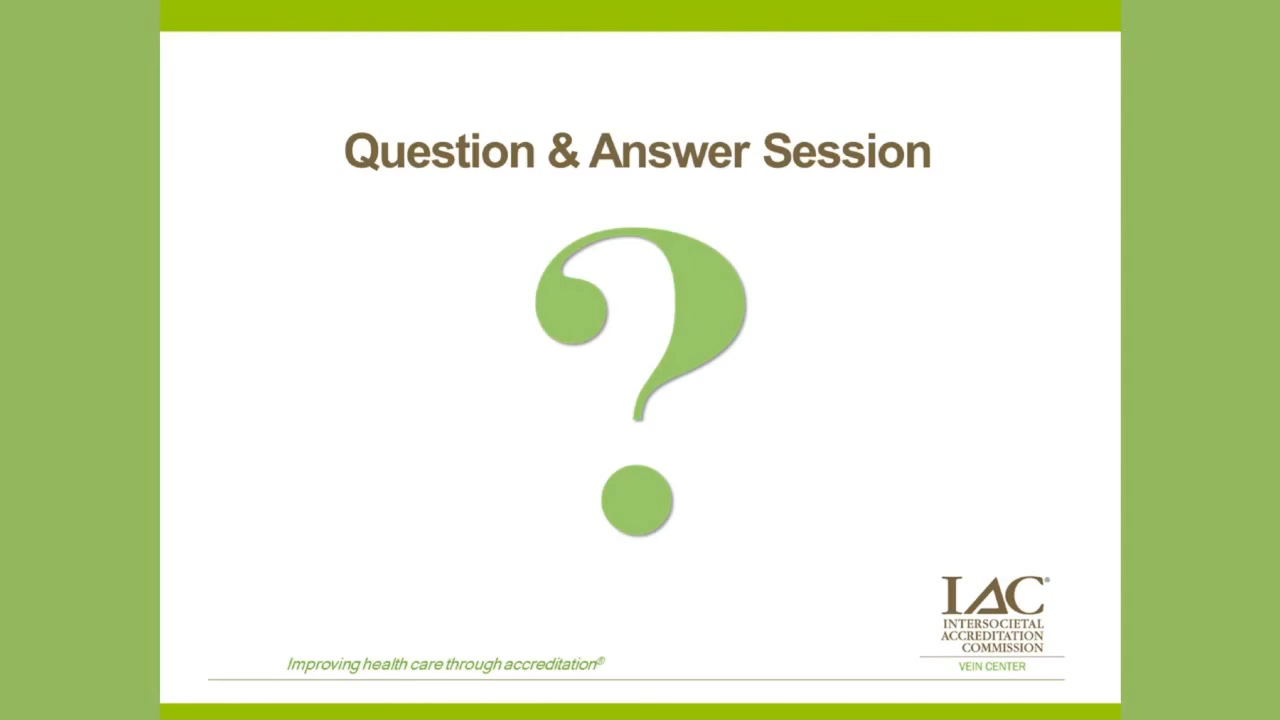 Question & Answer Session
?
IAC®
INTERSOCIETAL
ACCREDITATION
COMMISSION
VEIN CENTER
Improving health care through accreditation®